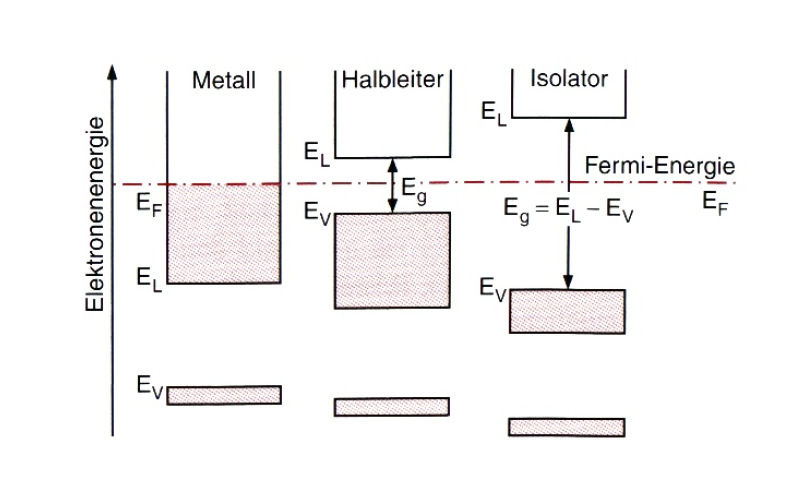 Metall
Halbleiter
Isolator
E_L
E_L
Fermi-Energie
E_F
E_g
E_V
E_g = E_L – E_V
E_F
E_L
E_V
E_V
Elektronenenergie